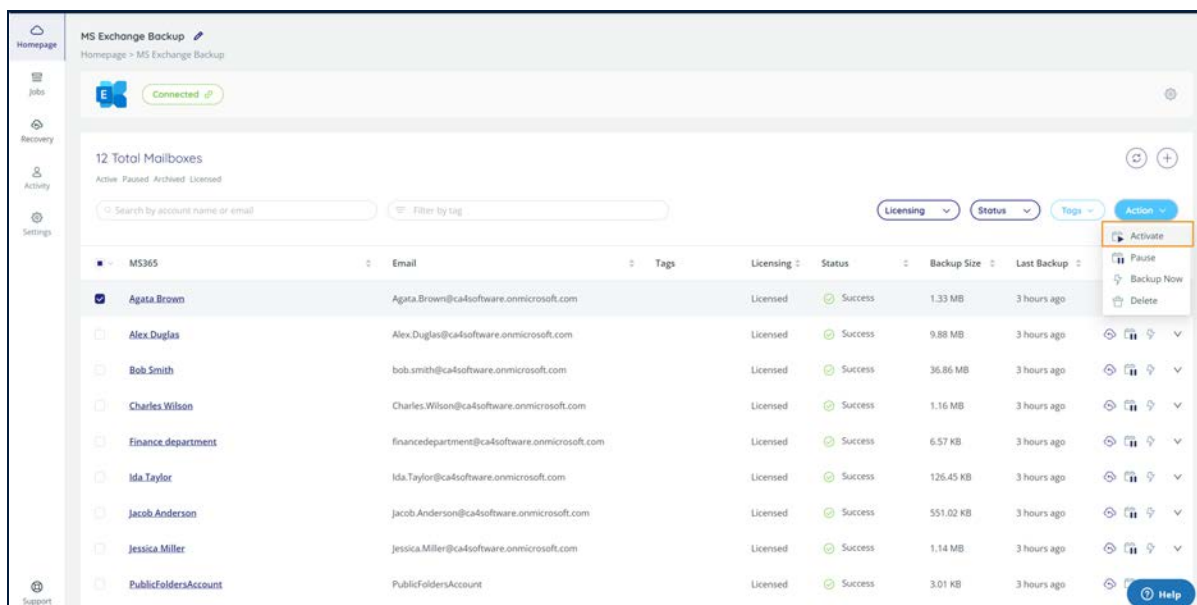 Homepage
Jobs
Recovery
Activity
Settings
Support
MS Exchange Backup
Homepage > MS Exchange Backup
E
Connected
12 Total Mailboxes
Active Paused Archived Licensed
Search by account name or email
Filter by tag
Licensing
Status
Tags
Action
Activate
Pause
Backup Now
Delete
MS365 Email Tags Licensing Status Backup Size Last Backup
Agata Brown Agata.Brown@ca4software.onmicrosoft.com Licensed Success 1.33 MB 3 hours ago
Alex Duglas Alex.Duglas@ca4software.onmicrosoft.com Licensed Success 9.88 MB 3 hours ago
Bob Smith bob.smith@ca4software.onmicrosoft.com Licensed Success 36.86 MB 3 hours ago
Charles Wilson Charles.Wilson@ca4software.onmicrosoft.com Licensed Success 1.16 MB 3 hours ago
Finance department financedepartment@ca4software.onmicrosoft.com Licensed Success 6.57 KB 3 hours ago
Ida Taylor Ida.Taylor@ca4software.onmicrosoft.com Licensed Success 126.45 KB 3 hours ago
Jacob Anderson Jacob.Anderson@ca4software.onmicrosoft.com Licensed Success 551.02 KB 3 hours ago
Jessica Miller Jessica.Miller@ca4software.onmicrosoft.com Licensed Success 1.14 MB 3 hours ago
PublicFoldersAccount PublicFoldersAccount Licensed Success 3.01 KB 3 hours ago
Help